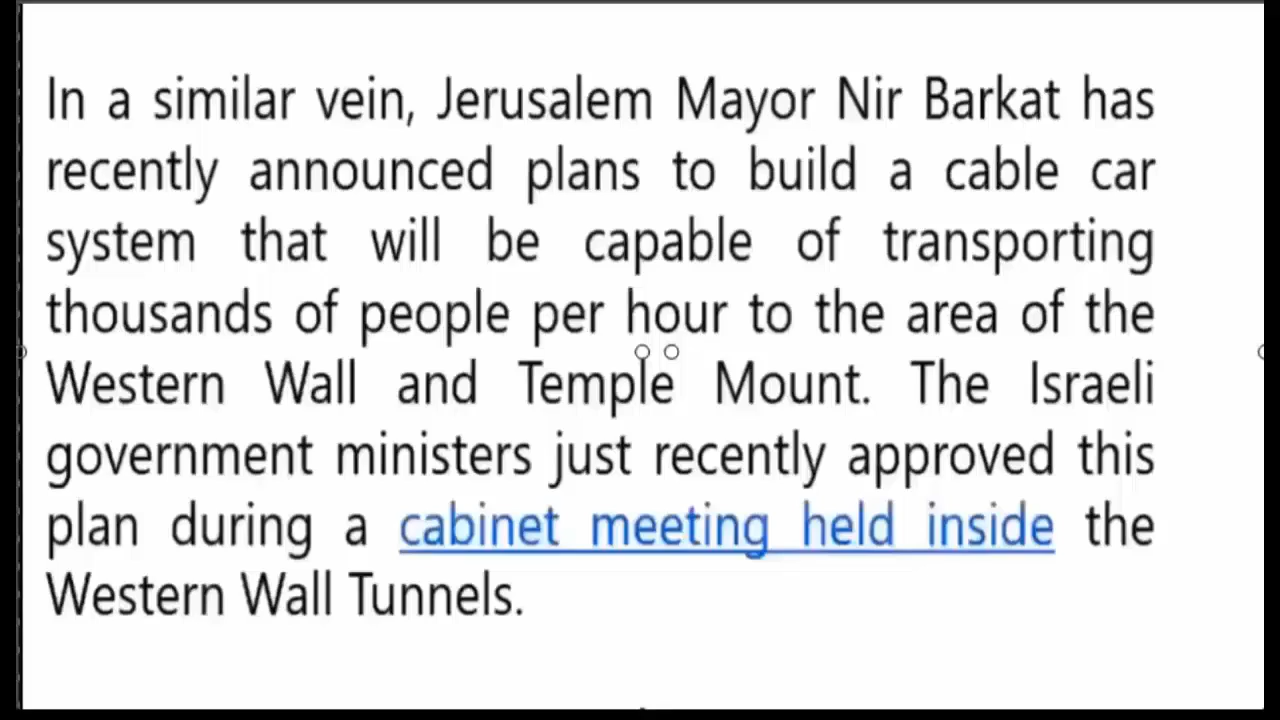 In a similar vein, Jerusalem Mayor Nir Barkat has
recently announced plans to build a cable car
system that will be capable of transporting
thousands of people per hour to the area of the
Western Wall and Temple Mount. The Israeli
government ministers just recently approved this
plan during a cabinet meeting held inside the
Western Wall Tunnels.